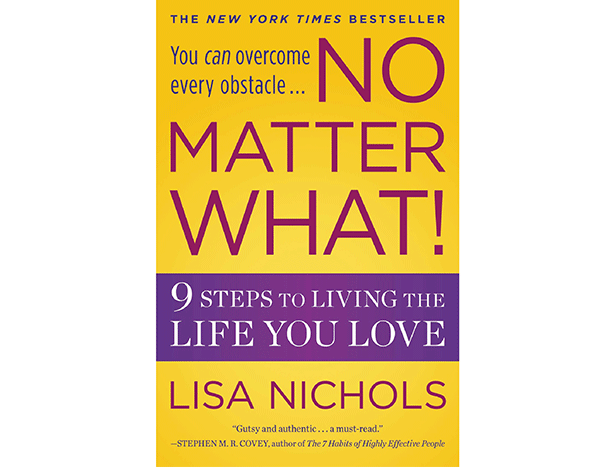 THE NEW YORK TIMES BESTSELLER
You can overcome
every obstacle...
NO
MATTER
WHAT!
9 STEPS TO LIVING THE
LIFE YOU LOVE
LISA NICHOLS
"Gutsy and authentic...a must-read."
—STEPHEN M. R. COVEY, author of The 7 Habits of Highly Effective People